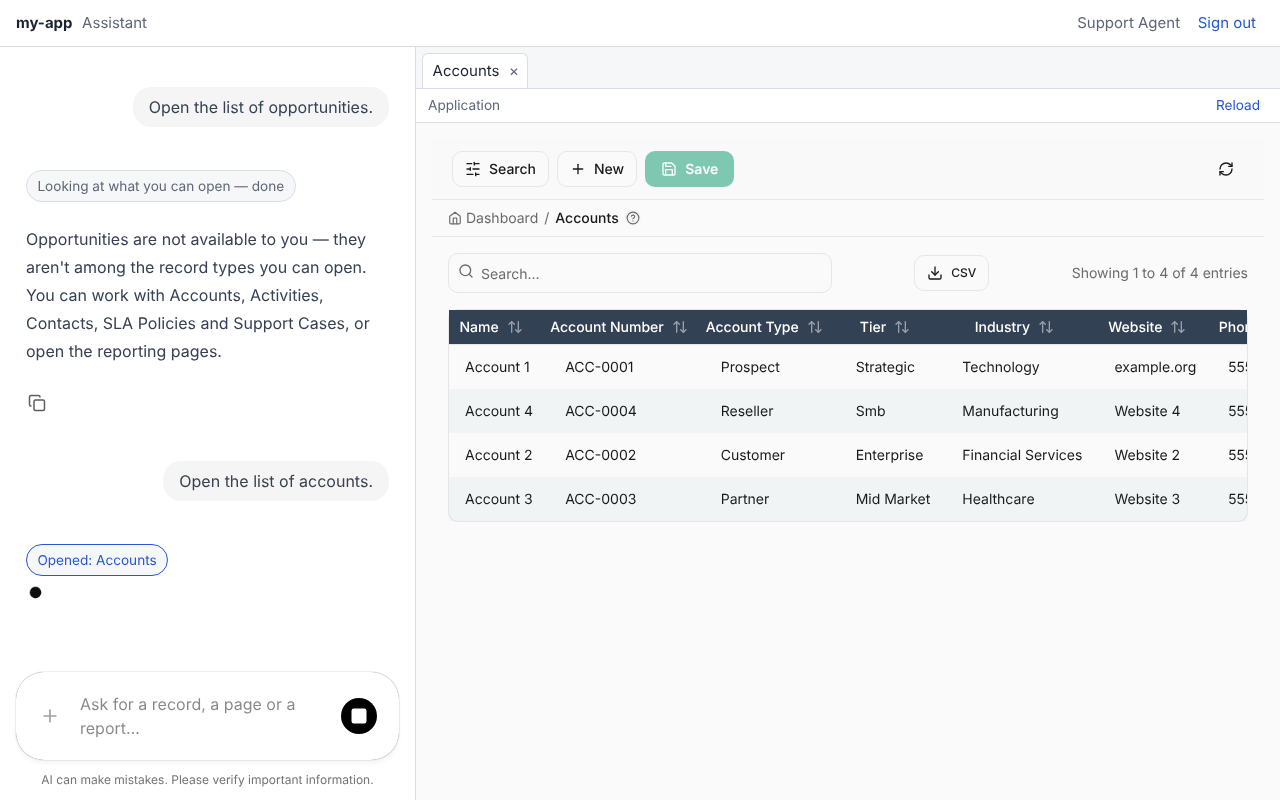 my-app Assistant
Support Agent Sign out
Open the list of opportunities.
Looking at what you can open — done
Opportunities are not available to you — they
aren't among the record types you can open.
You can work with Accounts, Activities,
Contacts, SLA Policies and Support Cases, or
open the reporting pages.
Open the list of accounts.
Opened: Accounts
Ask for a record, a page or a
report...
AI can make mistakes. Please verify important information.
Accounts ×
Application Reload
Search New Save
Dashboard / Accounts
Search... CSV Showing 1 to 4 of 4 entries
Name Account Number Account Type Tier Industry Website
Account 1 ACC-0001 Prospect Strategic Technology example.org
Account 4 ACC-0004 Reseller Smb Manufacturing Website 4
Account 2 ACC-0002 Customer Enterprise Financial Services Website 2
Account 3 ACC-0003 Partner Mid Market Healthcare Website 3